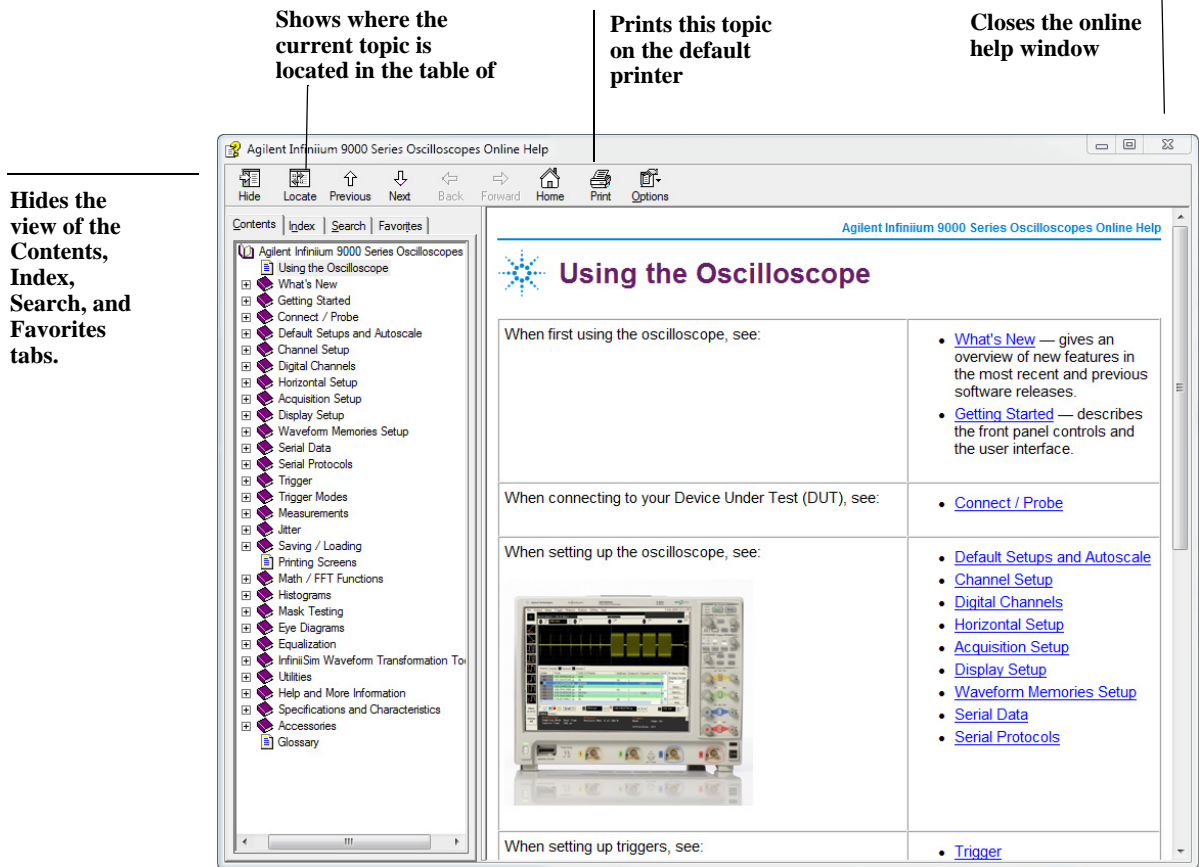 Shows where the
current topic is
located in the table of
Prints this topic
on the default
printer
Closes the online
help window
Hides the
view of the
Contents,
Index,
Search, and
Favorites
tabs.
Agilent Infiniium 9000 Series Oscilloscopes Online Help
Hide Locate Previous Next Back Forward Home Print Options
Contents Index Search Favorites
Agilent Infiniium 9000 Series Oscilloscopes
Using the Oscilloscope
What's New
Getting Started
Connect / Probe
Default Setups and Autoscale
Channel Setup
Digital Channels
Horizontal Setup
Acquisition Setup
Display Setup
Waveform Memories Setup
Serial Data
Serial Protocols
Trigger
Trigger Modes
Measurements
Jitter
Saving / Loading
Printing Screens
Math / FFT Functions
Histograms
Mask Testing
Eye Diagrams
Equalization
InfiniiSim Waveform Transformation To
Utilities
Help and More Information
Specifications and Characteristics
Accessories
Glossary
Agilent Infiniium 9000 Series Oscilloscopes Online Help
Using the Oscilloscope
When first using the oscilloscope, see:
• What's New — gives an
overview of new features in
the most recent and previous
software releases.
• Getting Started — describes
the front panel controls and
the user interface.
When connecting to your Device Under Test (DUT), see:
• Connect / Probe
When setting up the oscilloscope, see:
• Default Setups and Autoscale
• Channel Setup
• Digital Channels
• Horizontal Setup
• Acquisition Setup
• Display Setup
• Waveform Memories Setup
• Serial Data
• Serial Protocols
When setting up triggers, see:
• Trigger